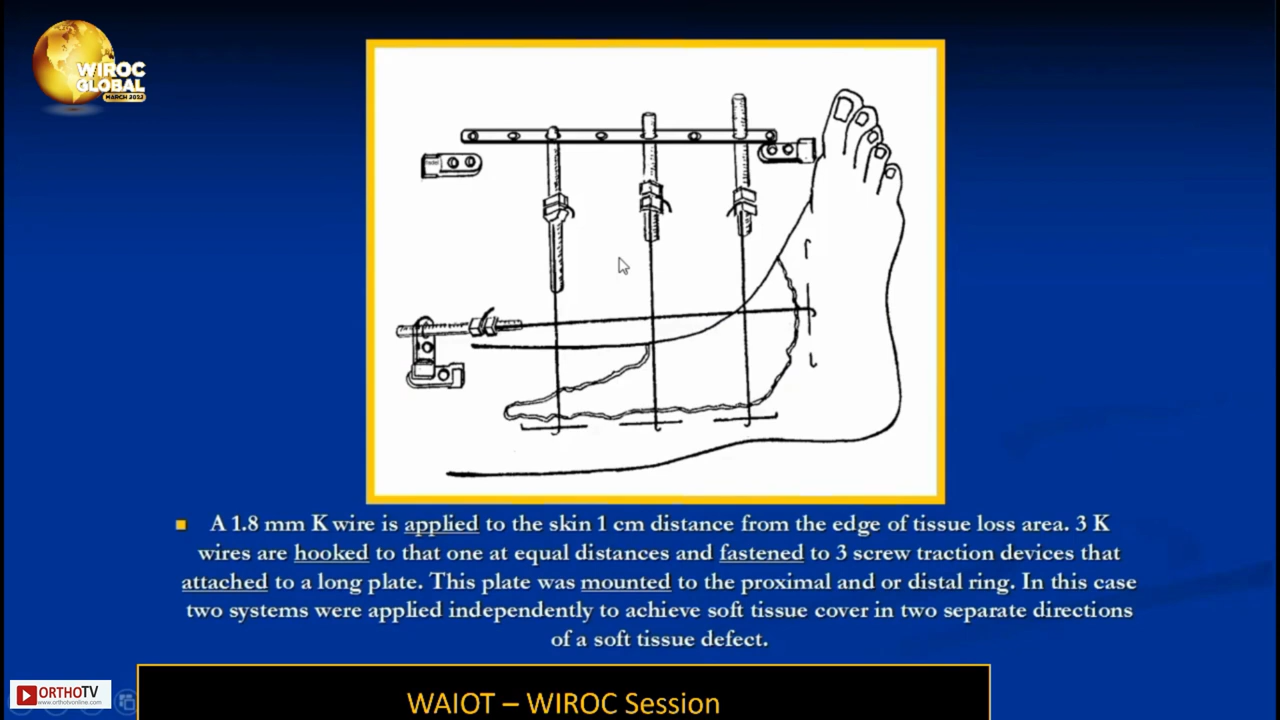 WIROC
GLOBAL
MARCH 2022
A 1.8 mm K wire is applied to the skin 1 cm distance from the edge of tissue loss area. 3 K
wires are hooked to that one at equal distances and fastened to 3 screw traction devices that
attached to a long plate. This plate was mounted to the proximal and or distal ring. In this case
two systems were applied independently to achieve soft tissue cover in two separate directions
of a soft tissue defect.
ORTHOTV
www.orthotvonline.com
WAIOT – WIROC Session